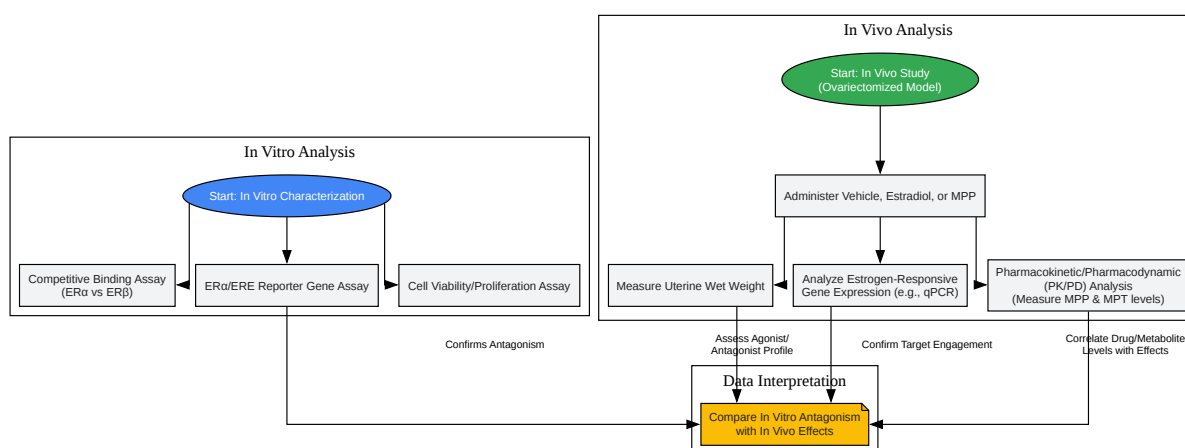 In Vivo Analysis
Start: In Vivo Study
(Ovariectomized Model)
In Vitro Analysis
Start: In Vitro Characterization
Administer Vehicle, Estradiol, or MPP
Competitive Binding Assay
(ERα vs ERβ)
ERα/ERE Reporter Gene Assay
Cell Viability/Proliferation Assay
Measure Uterine Wet Weight
Analyze Estrogen-Responsive
Gene Expression (e.g., qPCR)
Pharmacokinetic/Pharmacodynamic
(PK/PD) Analysis
(Measure MPP & MPT levels)
Confirms Antagonism
Assess Agonist/
Antagonist Profile
Confirm Target Engagement
Correlate Drug/Metabolite
Levels with Effects
Data Interpretation
Compare In Vitro Antagonism
with In Vivo Effects